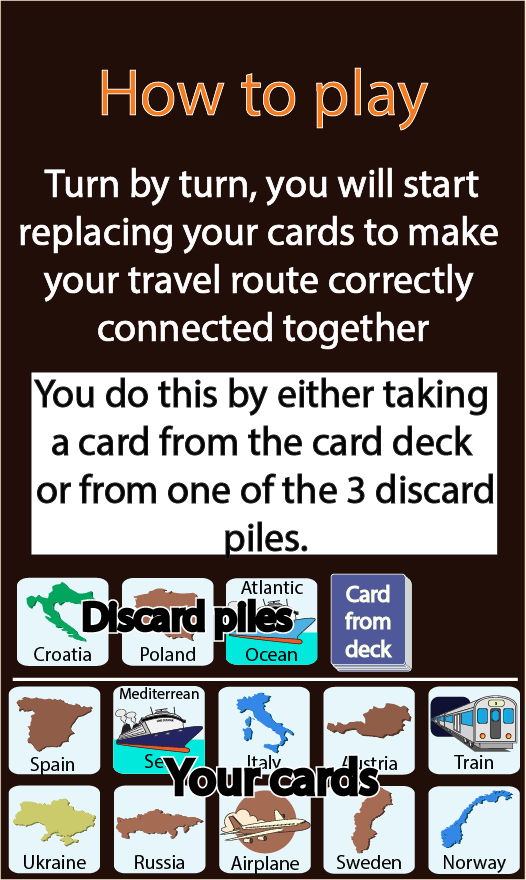 How to play
Turn by turn, you will start
replacing your cards to make
your travel route correctly
connected together
You do this by either taking
a card from the card deck
or from one of the 3 discard
piles.
Discard piles
Croatia
Poland
Atlantic
Ocean
Card
from
deck
Your cards
Spain
Mediterrean
Se
Italy
Austria
Train
Ukraine
Russia
Airplane
Sweden
Norway